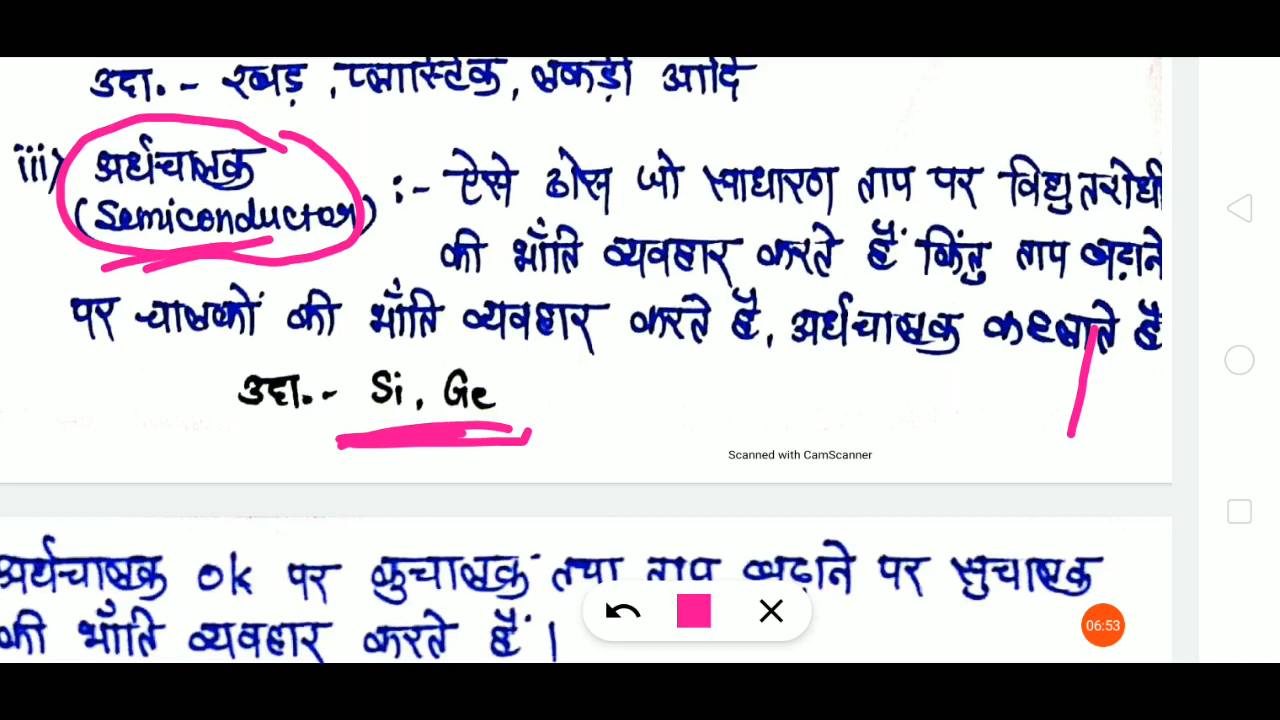 उदा.- रबड़, प्लास्टिक, लकड़ी आदि
iii) अर्धचालक
(Semiconductor) :- ऐसे ठोस जो साधारण ताप पर विद्युतरोधी
की भाँति व्यवहार करते हैं किंतु ताप बढ़ाने
पर चालकों की भाँति व्यवहार करते है, अर्धचालक कहलाते है
उदा.- Si, Ge
Scanned with CamScanner
अर्धचालक 0k पर कुचालक तथा ताप बढ़ाने पर सुचालक
की भाँति व्यवहार करते हैं।
06:53